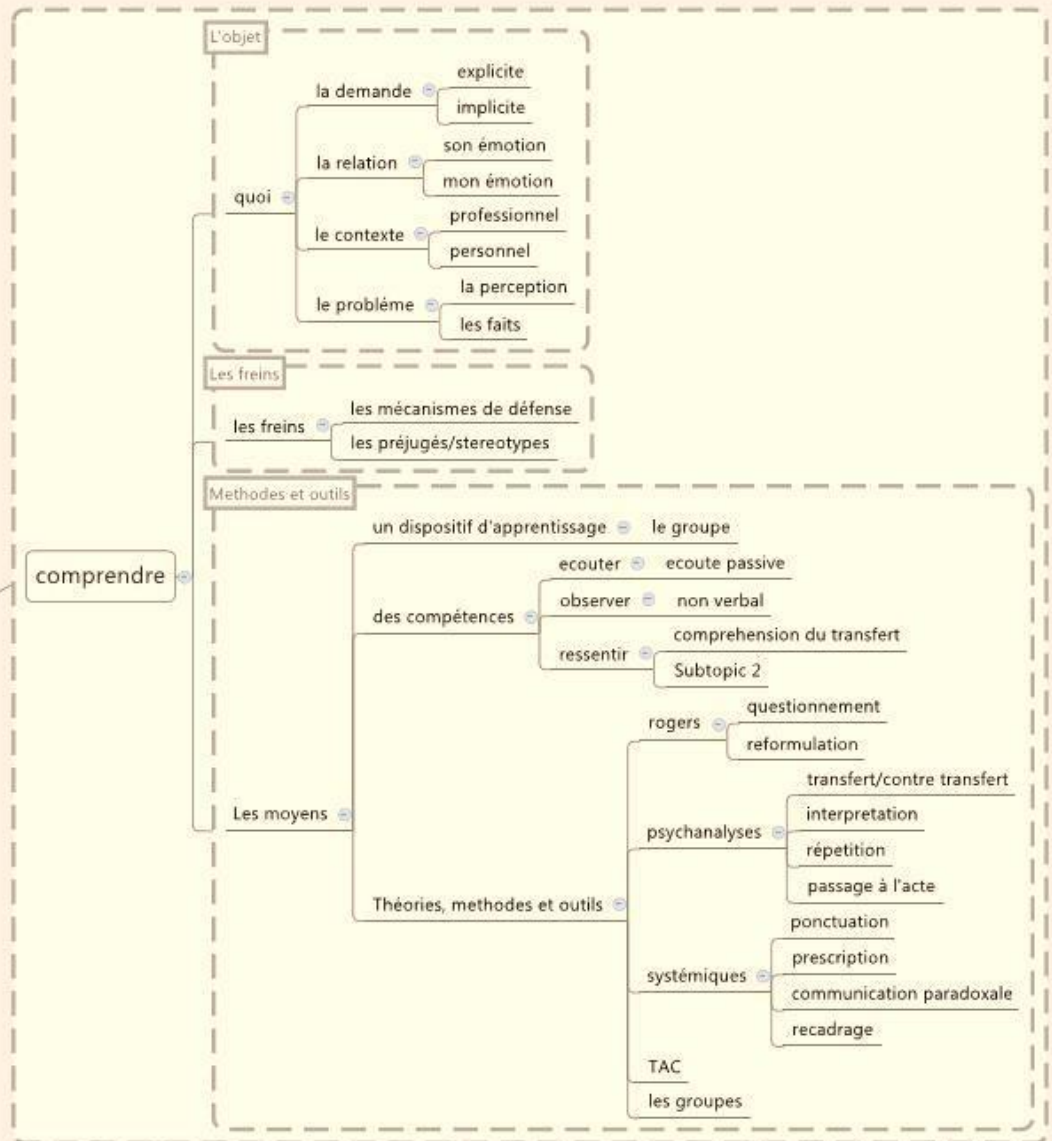 L'objet
quoi
la demande
explicite
implicite
la relation
son émotion
mon émotion
le contexte
professionnel
personnel
le probléme
la perception
les faits
Les freins
les freins
les mécanismes de défense
les préjugés/stereotypes
comprendre
Methodes et outils
Les moyens
un dispositif d'apprentissage
le groupe
des compétences
ecouter
ecoute passive
observer
non verbal
ressentir
comprehension du transfert
Subtopic 2
Théories, methodes et outils
rogers
questionnement
reformulation
psychanalyses
transfert/contre transfert
interpretation
répetition
passage à l'acte
systémiques
ponctuation
prescription
communication paradoxale
recadrage
TAC
les groupes